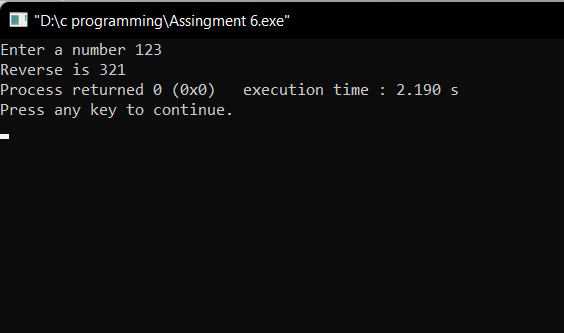 "D:\c programming\Assingment 6.exe"
Enter a number 123
Reverse is 321
Process returned 0 (0x0)   execution time : 2.190 s
Press any key to continue.